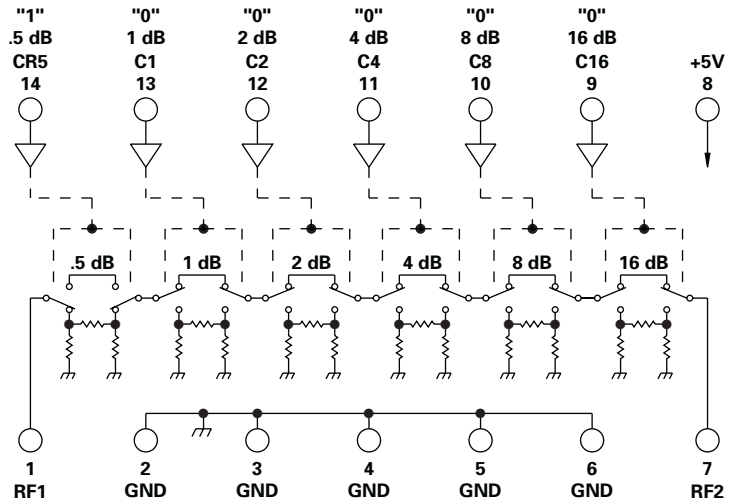 "1" "0" "0" "0" "0" "0"
.5 dB 1 dB 2 dB 4 dB 8 dB 16 dB
CR5 C1 C2 C4 C8 C16 +5V
14 13 12 11 10 9 8
.5 dB 1 dB 2 dB 4 dB 8 dB 16 dB
1 2 3 4 5 6 7
RF1 GND GND GND GND GND RF2